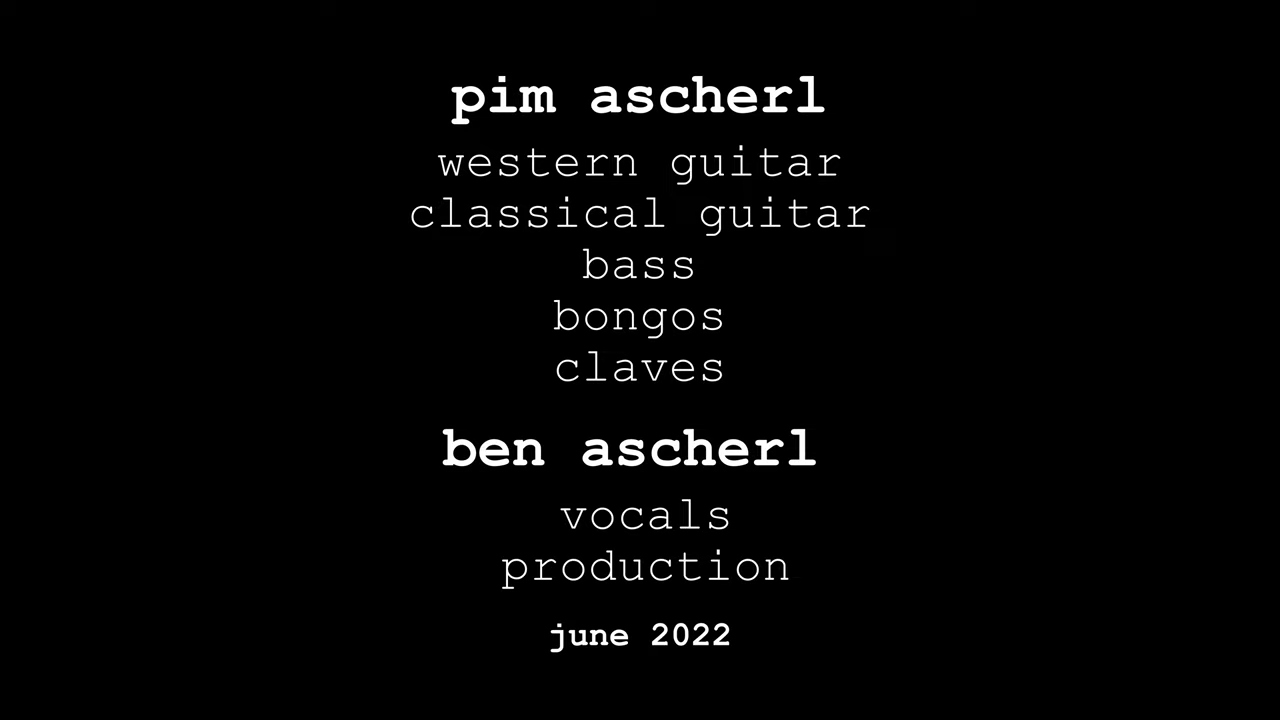 pim ascherl
western guitar
classical guitar
bass
bongos
claves
ben ascherl
vocals
production
june 2022